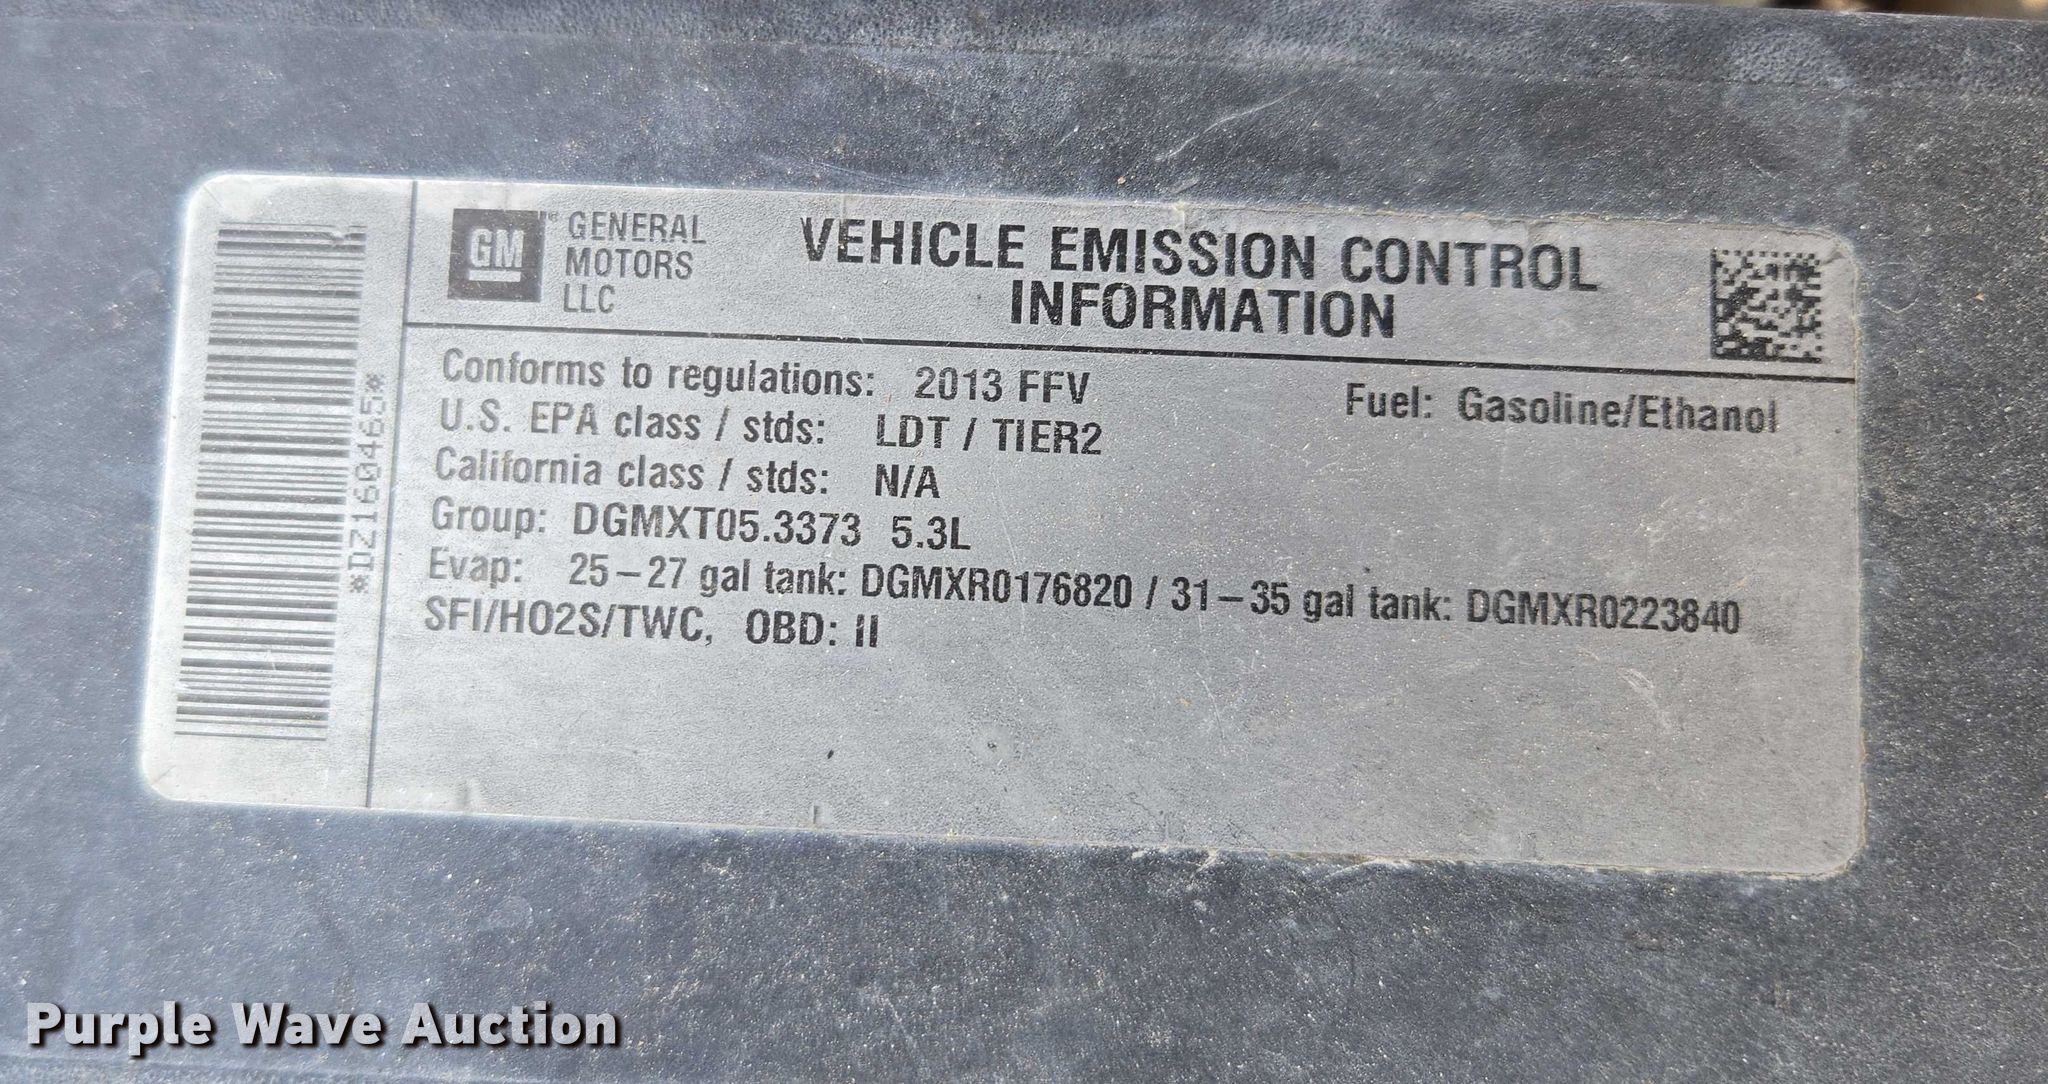 *DZ160465*
GM
GENERAL
MOTORS
LLC
VEHICLE EMISSION CONTROL
INFORMATION
Conforms to regulations: 2013 FFV Fuel: Gasoline/Ethanol
U.S. EPA class / stds: LDT / TIER2
California class / stds: N/A
Group: DGMXT05.3373 5.3L
Evap: 25-27 gal tank: DGMXR0176820 / 31-35 gal tank: DGMXR0223840
SFI/HO2S/TWC, OBD: II
Purple Wave Auction